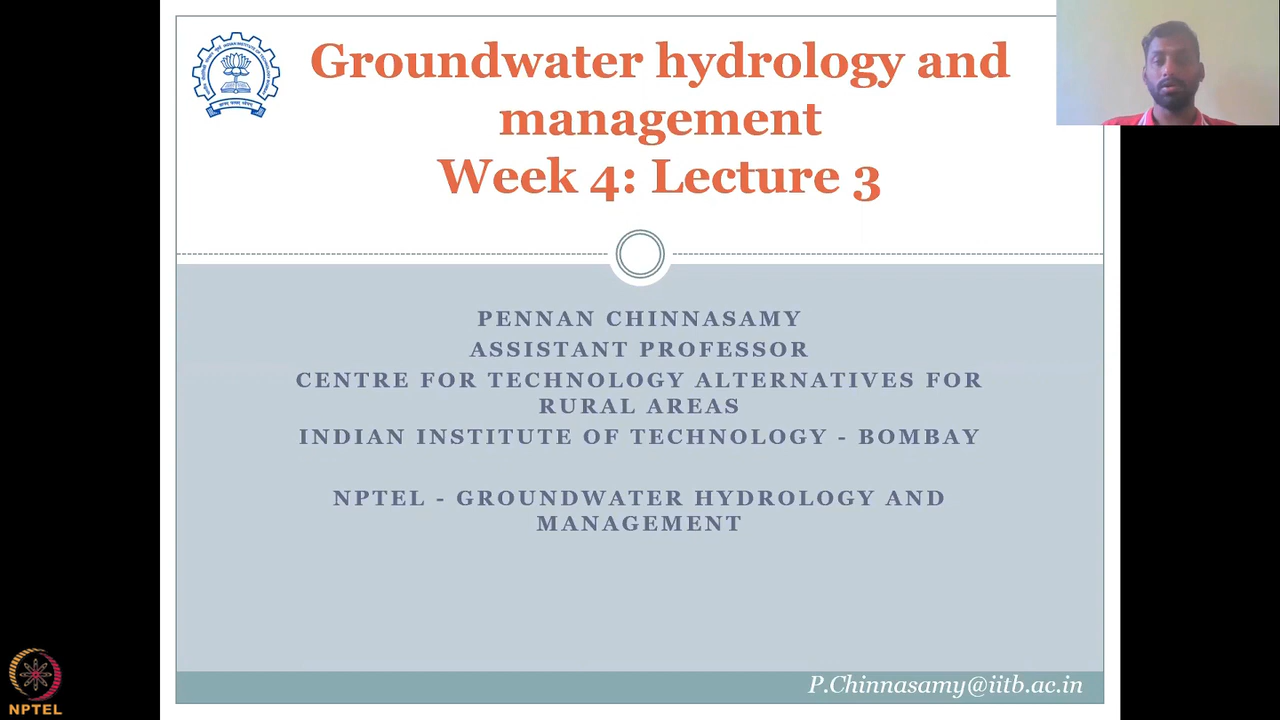 Groundwater hydrology and
management
Week 4: Lecture 3
PENNAN CHINNASAMY
ASSISTANT PROFESSOR
CENTRE FOR TECHNOLOGY ALTERNATIVES FOR
RURAL AREAS
INDIAN INSTITUTE OF TECHNOLOGY - BOMBAY
NPTEL - GROUNDWATER HYDROLOGY AND
MANAGEMENT
P.Chinnasamy@iitb.ac.in
NPTEL